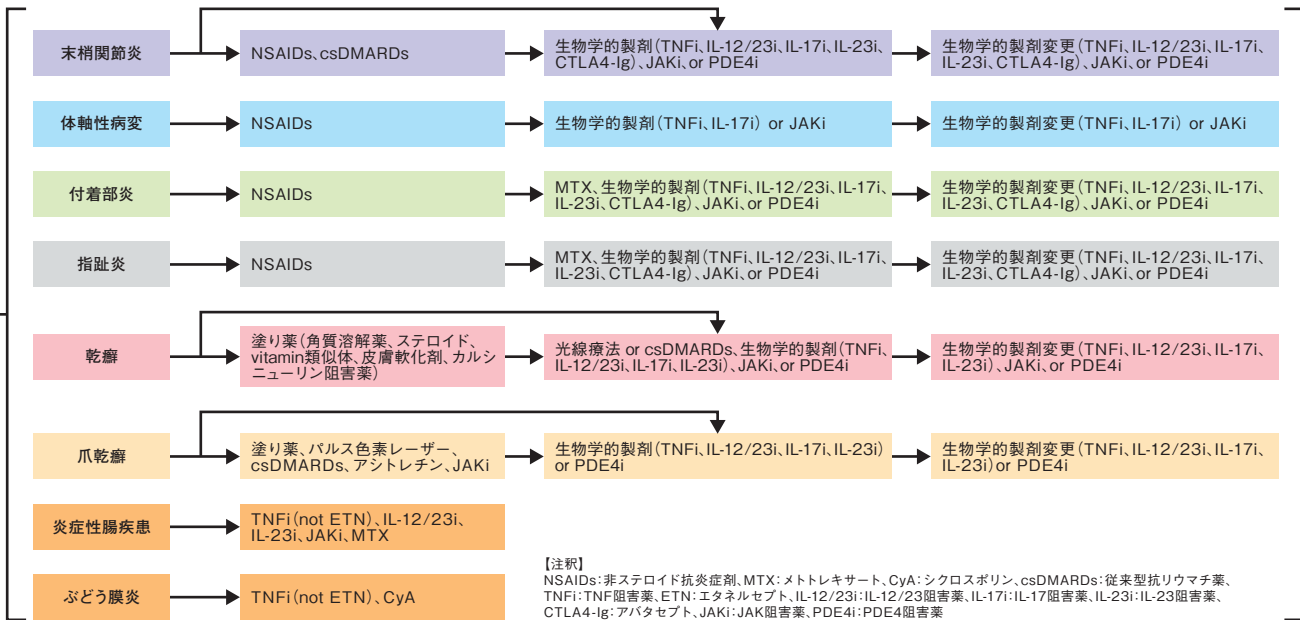 末梢関節炎
NSAIDs、csDMARDs
生物学的製剤（TNFi、IL-12/23i、IL-17i、IL-23i、
CTLA4-Ig）、JAKi、or PDE4i
生物学的製剤変更（TNFi、IL-12/23i、IL-17i、
IL-23i、CTLA4-Ig）、JAKi、or PDE4i
体軸性病変
NSAIDs
生物学的製剤（TNFi、IL-17i） or JAKi
生物学的製剤変更（TNFi、IL-17i） or JAKi
付着部炎
NSAIDs
MTX、生物学的製剤（TNFi、IL-12/23i、IL-17i、
IL-23i、CTLA4-Ig）、JAKi、or PDE4i
生物学的製剤変更（TNFi、IL-12/23i、IL-17i、
IL-23i、CTLA4-Ig）、JAKi、or PDE4i
指趾炎
NSAIDs
MTX、生物学的製剤（TNFi、IL-12/23i、IL-17i、
IL-23i、CTLA4-Ig）、JAKi、or PDE4i
生物学的製剤変更（TNFi、IL-12/23i、IL-17i、
IL-23i、CTLA4-Ig）、JAKi、or PDE4i
乾癬
塗り薬（角質溶解薬、ステロイド、
vitamin類似体、皮膚軟化剤、カルシ
ニューリン阻害薬）
光線療法 or csDMARDs、生物学的製剤（TNFi、
IL-12/23i、IL-17i、IL-23i）、JAKi、or PDE4i
生物学的製剤変更（TNFi、IL-12/23i、IL-17i、
IL-23i）、JAKi、or PDE4i
爪乾癬
塗り薬、パルス色素レーザー、
csDMARDs、アシトレチン、JAKi
生物学的製剤（TNFi、IL-12/23i、IL-17i、IL-23i）
or PDE4i
生物学的製剤変更（TNFi、IL-12/23i、IL-17i、
IL-23i）or PDE4i
炎症性腸疾患
TNFi（not ETN）、IL-12/23i、
IL-23i、JAKi、MTX
ぶどう膜炎
TNFi（not ETN）、CyA
【注釈】
NSAIDs：非ステロイド抗炎症剤、MTX：メトトレキサート、CyA：シクロスポリン、csDMARDs：従来型抗リウマチ薬、
TNFi：TNF阻害薬、ETN：エタネルセプト、IL-12/23i：IL-12/23阻害薬、IL-17i：IL-17阻害薬、IL-23i：IL-23阻害薬、
CTLA4-Ig：アバタセプト、JAKi：JAK阻害薬、PDE4i：PDE4阻害薬